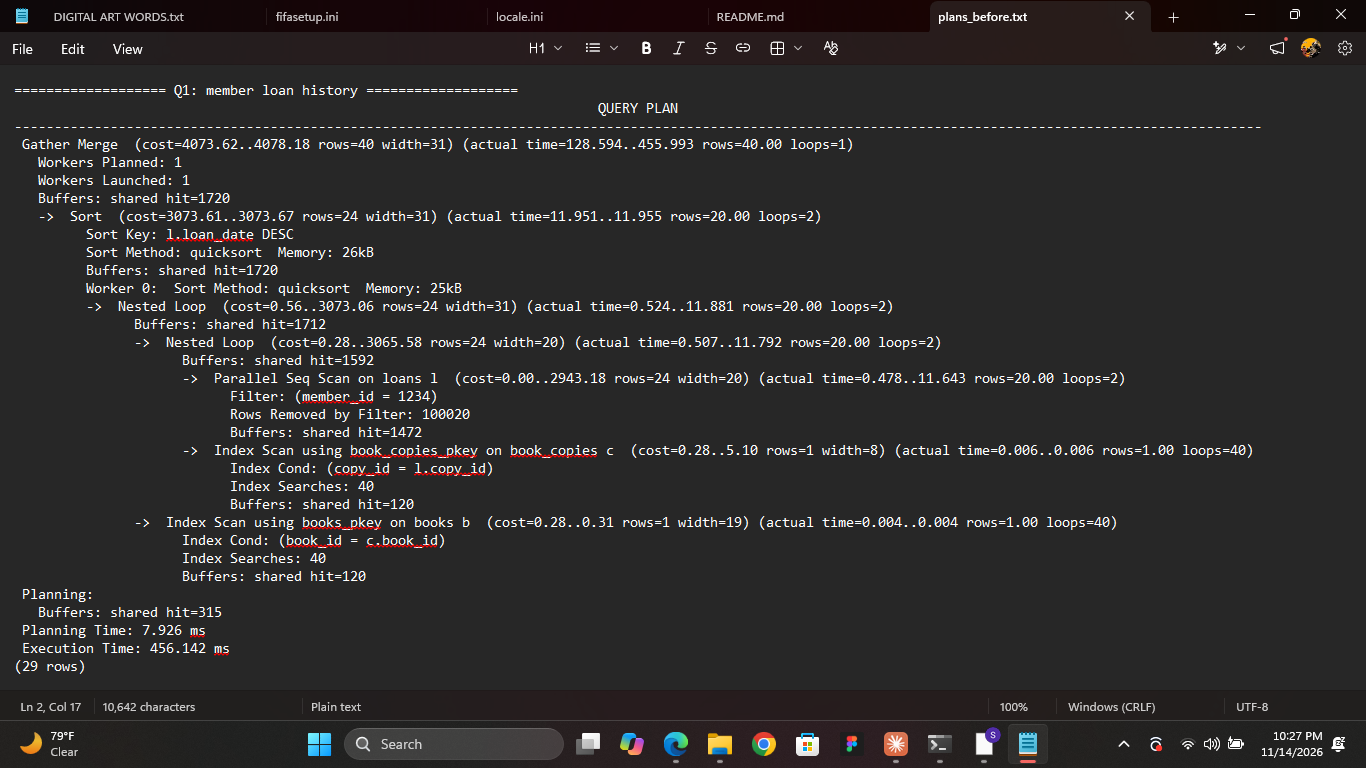 DIGITAL ART WORDS.txt
fifasetup.ini
locale.ini
README.md
plans_before.txt
File
Edit
View
H1
B
I
S
=================== Q1: member loan history ===================
QUERY PLAN
-----------------------------------------------------------------------------------------------------------------------------------------------------------
Gather Merge  (cost=4073.62..4078.18 rows=40 width=31) (actual time=128.594..455.993 rows=40.00 loops=1)
  Workers Planned: 1
  Workers Launched: 1
  Buffers: shared hit=1720
  ->  Sort  (cost=3073.61..3073.67 rows=24 width=31) (actual time=11.951..11.955 rows=20.00 loops=2)
        Sort Key: l.loan_date DESC
        Sort Method: quicksort  Memory: 26kB
        Buffers: shared hit=1720
        Worker 0:  Sort Method: quicksort  Memory: 25kB
        ->  Nested Loop  (cost=0.56..3073.06 rows=24 width=31) (actual time=0.524..11.881 rows=20.00 loops=2)
              Buffers: shared hit=1712
              ->  Nested Loop  (cost=0.28..3065.58 rows=24 width=20) (actual time=0.507..11.792 rows=20.00 loops=2)
                    Buffers: shared hit=1592
                    ->  Parallel Seq Scan on loans l  (cost=0.00..2943.18 rows=24 width=20) (actual time=0.478..11.643 rows=20.00 loops=2)
                          Filter: (member_id = 1234)
                          Rows Removed by Filter: 100020
                          Buffers: shared hit=1472
                    ->  Index Scan using book_copies_pkey on book_copies c  (cost=0.28..5.10 rows=1 width=8) (actual time=0.006..0.006 rows=1.00 loops=40)
                          Index Cond: (copy_id = l.copy_id)
                          Index Searches: 40
                          Buffers: shared hit=120
              ->  Index Scan using books_pkey on books b  (cost=0.28..0.31 rows=1 width=19) (actual time=0.004..0.004 rows=1.00 loops=40)
                    Index Cond: (book_id = c.book_id)
                    Index Searches: 40
                    Buffers: shared hit=120
Planning:
  Buffers: shared hit=315
Planning Time: 7.926 ms
Execution Time: 456.142 ms
(29 rows)
Ln 2, Col 17
10,642 characters
Plain text
100%
Windows (CRLF)
UTF-8
79°F
Clear
Search
S
10:27 PM
11/14/2026